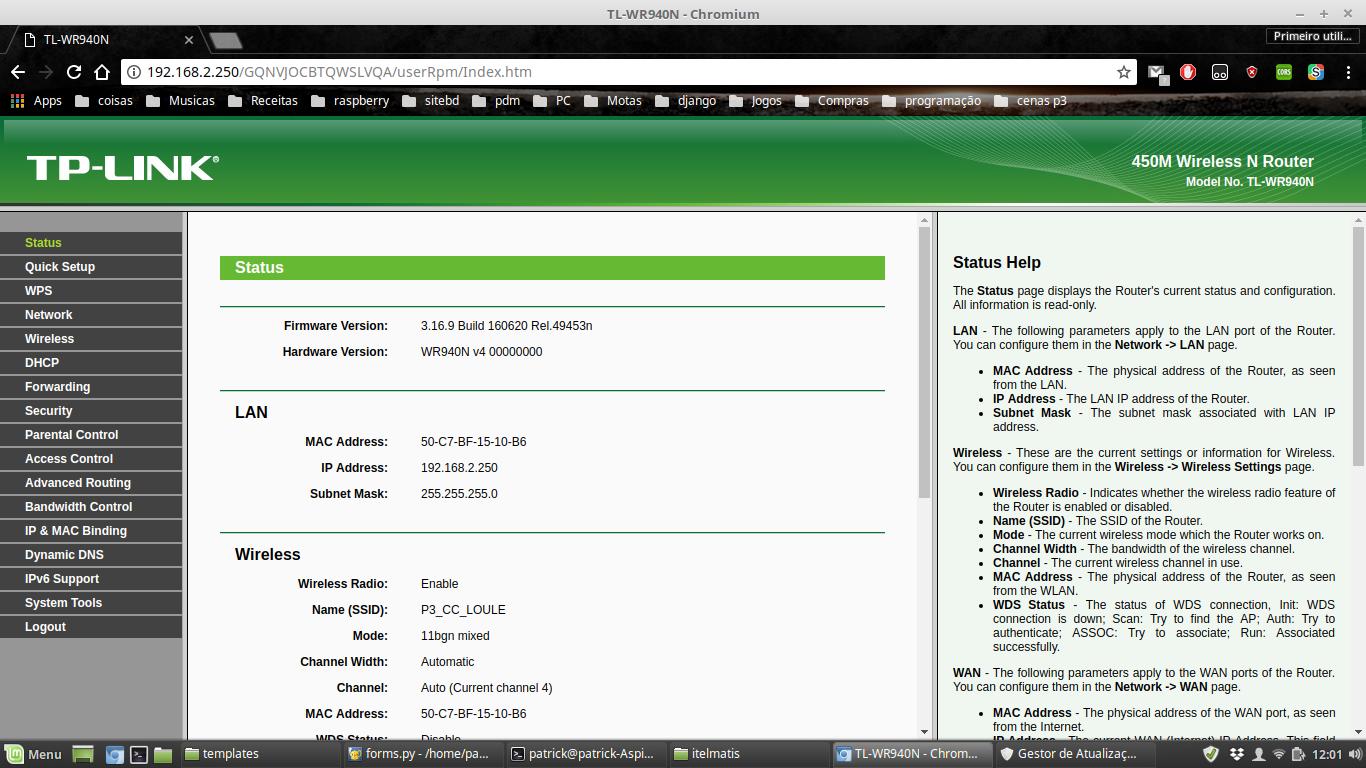 TL-WR940N - Chromium
TL-WR940N
Primeiro utili...
192.168.2.250/GQNVJOCBTQWSLVQA/userRpm/Index.htm
Apps coisas Musicas Receitas raspberry sitebd pdm PC Motas django Jogos Compras programação cenas p3
TP-LINK®
450M Wireless N Router
Model No. TL-WR940N
Status
Quick Setup
WPS
Network
Wireless
DHCP
Forwarding
Security
Parental Control
Access Control
Advanced Routing
Bandwidth Control
IP & MAC Binding
Dynamic DNS
IPv6 Support
System Tools
Logout
Status
Firmware Version: 3.16.9 Build 160620 Rel.49453n
Hardware Version: WR940N v4 00000000
LAN
MAC Address: 50-C7-BF-15-10-B6
IP Address: 192.168.2.250
Subnet Mask: 255.255.255.0
Wireless
Wireless Radio: Enable
Name (SSID): P3_CC_LOULE
Mode: 11bgn mixed
Channel Width: Automatic
Channel: Auto (Current channel 4)
MAC Address: 50-C7-BF-15-10-B6
WDS Status: Disable
Status Help
The Status page displays the Router's current status and configuration.
All information is read-only.
LAN - The following parameters apply to the LAN port of the Router.
You can configure them in the Network -> LAN page.
• MAC Address - The physical address of the Router, as seen
from the LAN.
• IP Address - The LAN IP address of the Router.
• Subnet Mask - The subnet mask associated with LAN IP
address.
Wireless - These are the current settings or information for Wireless.
You can configure them in the Wireless -> Wireless Settings page.
• Wireless Radio - Indicates whether the wireless radio feature of
the Router is enabled or disabled.
• Name (SSID) - The SSID of the Router.
• Mode - The current wireless mode which the Router works on.
• Channel Width - The bandwidth of the wireless channel.
• Channel - The current wireless channel in use.
• MAC Address - The physical address of the Router, as seen
from the WLAN.
• WDS Status - The status of WDS connection, Init: WDS
connection is down; Scan: Try to find the AP; Auth: Try to
authenticate; ASSOC: Try to associate; Run: Associated
successfully.
WAN - The following parameters apply to the WAN ports of the Router.
You can configure them in the Network -> WAN page.
• MAC Address - The physical address of the WAN port, as seen
from the Internet.
• IP Address - The current WAN (Internet) IP Address. This field
Menu templates forms.py - /home/pa... patrick@patrick-Aspi... itelmatis TL-WR940N - Chrom... Gestor de Atualizaç... 12:01